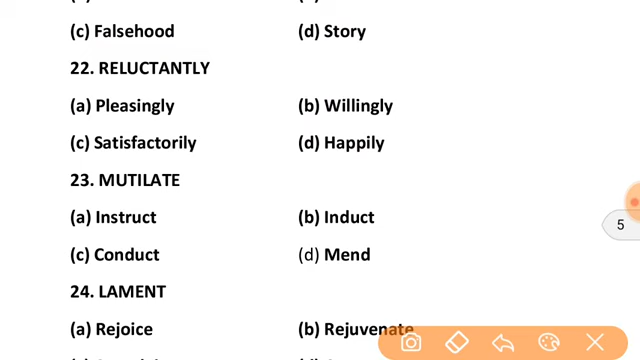 (c) Falsehood (d) Story
22. RELUCTANTLY
(a) Pleasingly (b) Willingly
(c) Satisfactorily (d) Happily
23. MUTILATE
(a) Instruct (b) Induct
5
(c) Conduct (d) Mend
24. LAMENT
(a) Rejoice (b) Rejuvenate